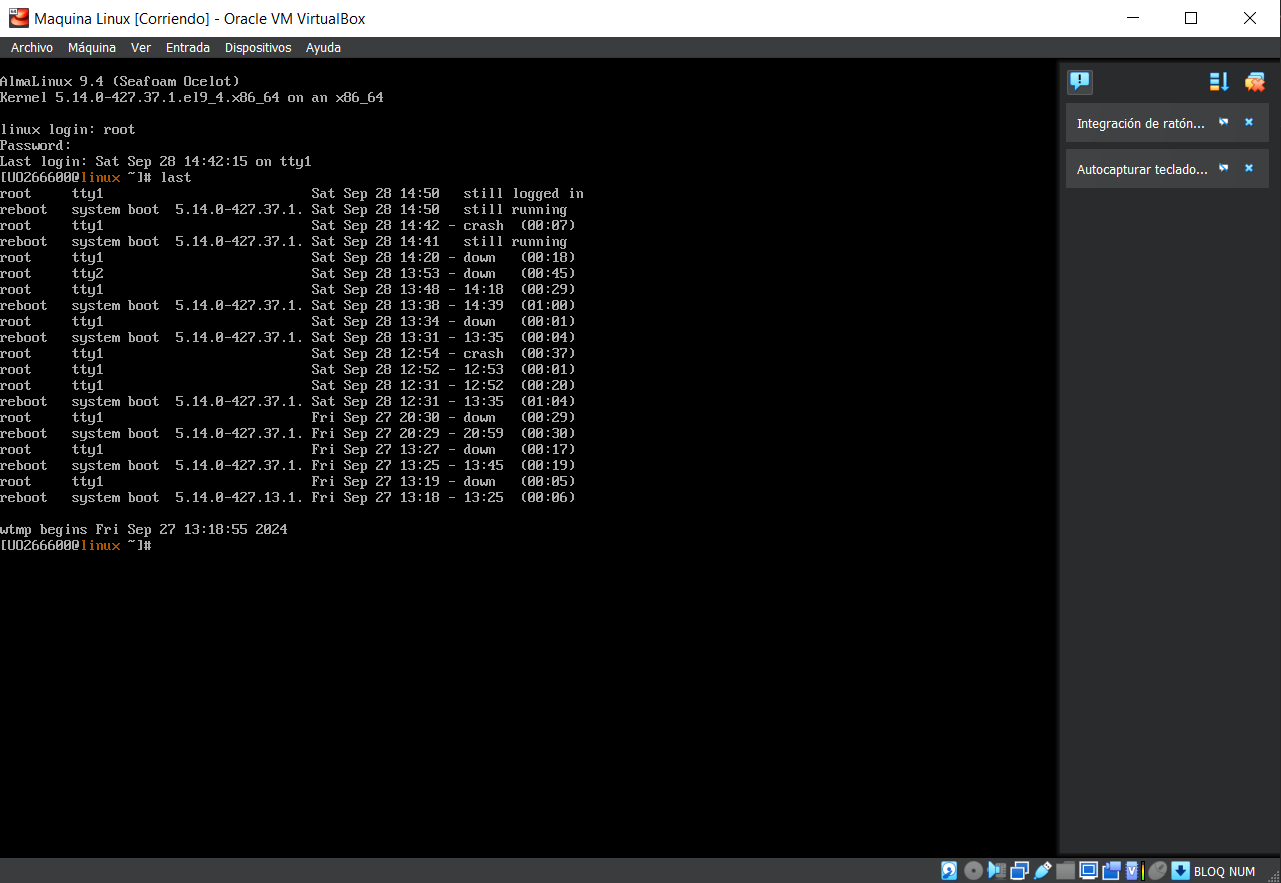 Maquina Linux [Corriendo] - Oracle VM VirtualBox
Archivo Máquina Ver Entrada Dispositivos Ayuda
AlmaLinux 9.4 (Seafoam Ocelot)
Kernel 5.14.0-427.37.1.el9_4.x86_64 on an x86_64
linux login: root
Password:
Last login: Sat Sep 28 14:42:15 on tty1
[UO266600@linux ~]# last
root     tty1                          Sat Sep 28 14:50   still logged in
reboot   system boot  5.14.0-427.37.1. Sat Sep 28 14:50   still running
root     tty1                          Sat Sep 28 14:42 - crash  (00:07)
reboot   system boot  5.14.0-427.37.1. Sat Sep 28 14:41   still running
root     tty1                          Sat Sep 28 14:20 - down   (00:18)
root     tty2                          Sat Sep 28 13:53 - down   (00:45)
root     tty1                          Sat Sep 28 13:48 - 14:18  (00:29)
reboot   system boot  5.14.0-427.37.1. Sat Sep 28 13:38 - 14:39  (01:00)
root     tty1                          Sat Sep 28 13:34 - down   (00:01)
reboot   system boot  5.14.0-427.37.1. Sat Sep 28 13:31 - 13:35  (00:04)
root     tty1                          Sat Sep 28 12:54 - crash  (00:37)
root     tty1                          Sat Sep 28 12:52 - 12:53  (00:01)
root     tty1                          Sat Sep 28 12:31 - 12:52  (00:20)
reboot   system boot  5.14.0-427.37.1. Sat Sep 28 12:31 - 13:35  (01:04)
root     tty1                          Fri Sep 27 20:30 - down   (00:29)
reboot   system boot  5.14.0-427.37.1. Fri Sep 27 20:29 - 20:59  (00:30)
root     tty1                          Fri Sep 27 13:27 - down   (00:17)
reboot   system boot  5.14.0-427.37.1. Fri Sep 27 13:25 - 13:45  (00:19)
root     tty1                          Fri Sep 27 13:19 - down   (00:05)
reboot   system boot  5.14.0-427.13.1. Fri Sep 27 13:18 - 13:25  (00:06)
wtmp begins Fri Sep 27 13:18:55 2024
[UO266600@linux ~]#
Integración de ratón...
Autocapturar teclado...
BLOQ NUM